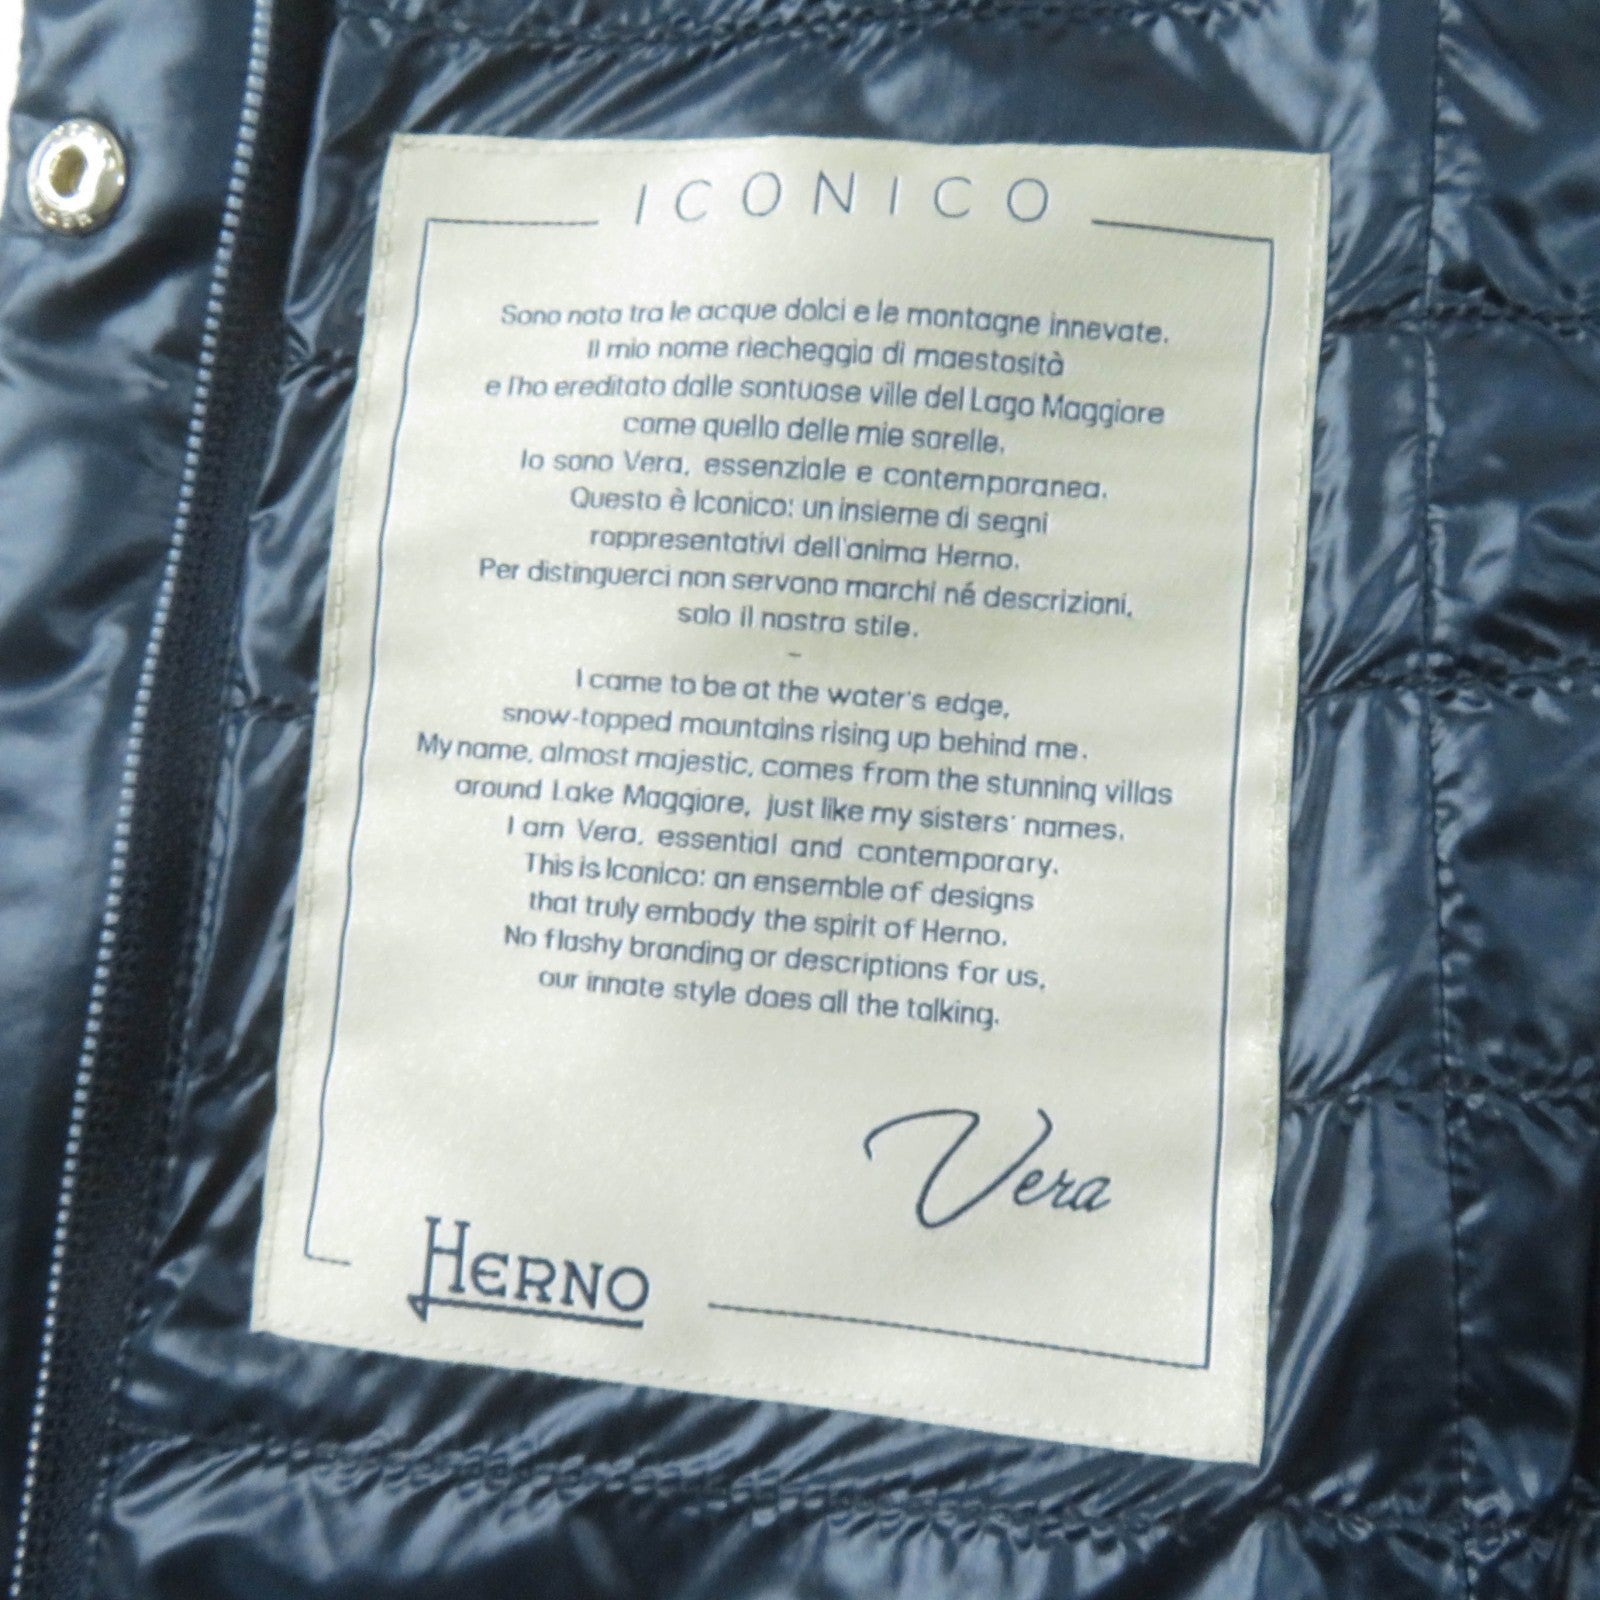 ICONICO
Sono nata tra le acque dolci e le montagne innevate.
Il mio nome riecheggia di maestosità
e l'ho ereditato dalle sontuose ville del Lago Maggiore
come quello delle mie sorelle.
Io sono Vera, essenziale e contemporanea.
Questo è Iconico: un insieme di segni
rappresentativi dell'anima Herno.
Per distinguerci non servono marchi né descrizioni,
solo il nostro stile.
–
I came to be at the water's edge,
snow-topped mountains rising up behind me.
My name, almost majestic, comes from the stunning villas
around Lake Maggiore, just like my sisters' names.
I am Vera, essential and contemporary.
This is Iconico: an ensemble of designs
that truly embody the spirit of Herno.
No flashy branding or descriptions for us,
our innate style does all the talking.
Vera
HERNO